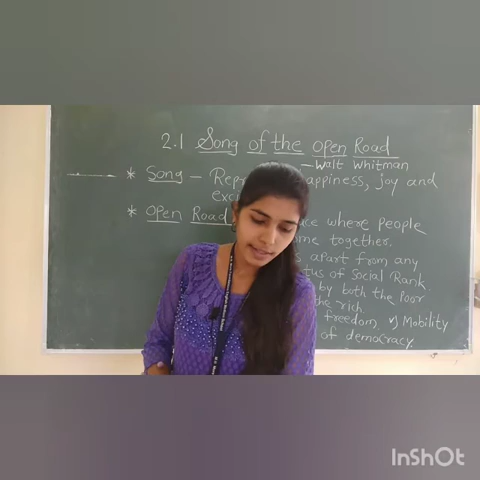 2.1 Song of the Open Road
- Walt Whitman
* Song - Repr appiness, joy and
exc
* Open Road ce where people
ome together.
s apart from any
tus of Social Rank
by both the Poor
the rich
freedom Mobility
of democracy
InShOt